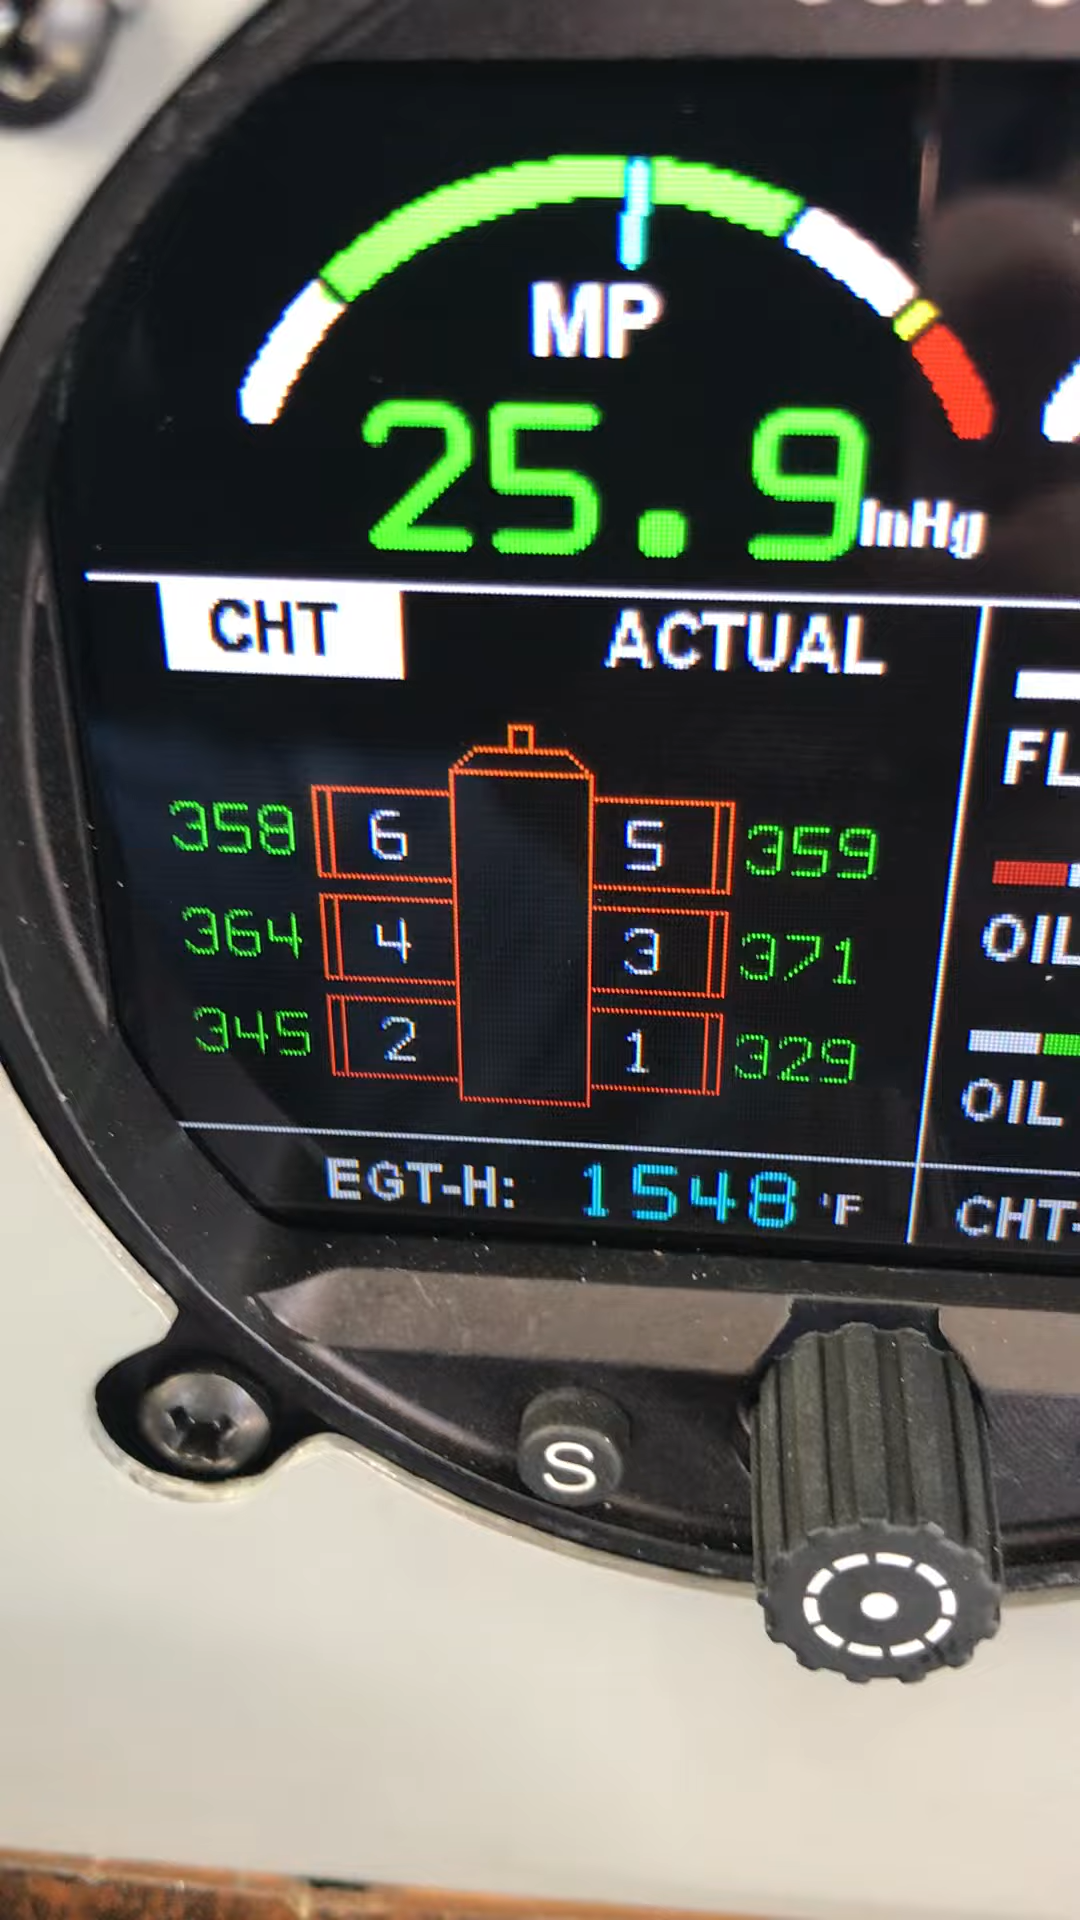 MP
25.9 InHg
CHT ACTUAL
358 6 5 359
364 4 3 371
345 2 1 329
EGT-H: 1548 °F
FL
OIL
OIL
CHT-
S